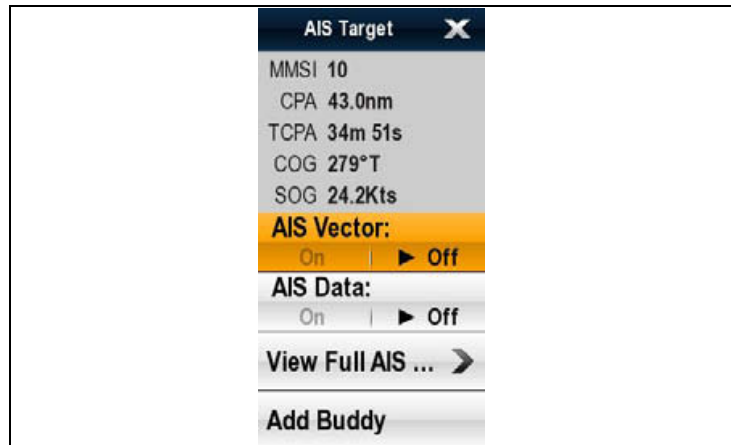 AIS Target X
MMSI 10
CPA 43.0nm
TCPA 34m 51s
COG 279°T
SOG 24.2Kts
AIS Vector:
On | ► Off
AIS Data:
On | ► Off
View Full AIS ...
Add Buddy